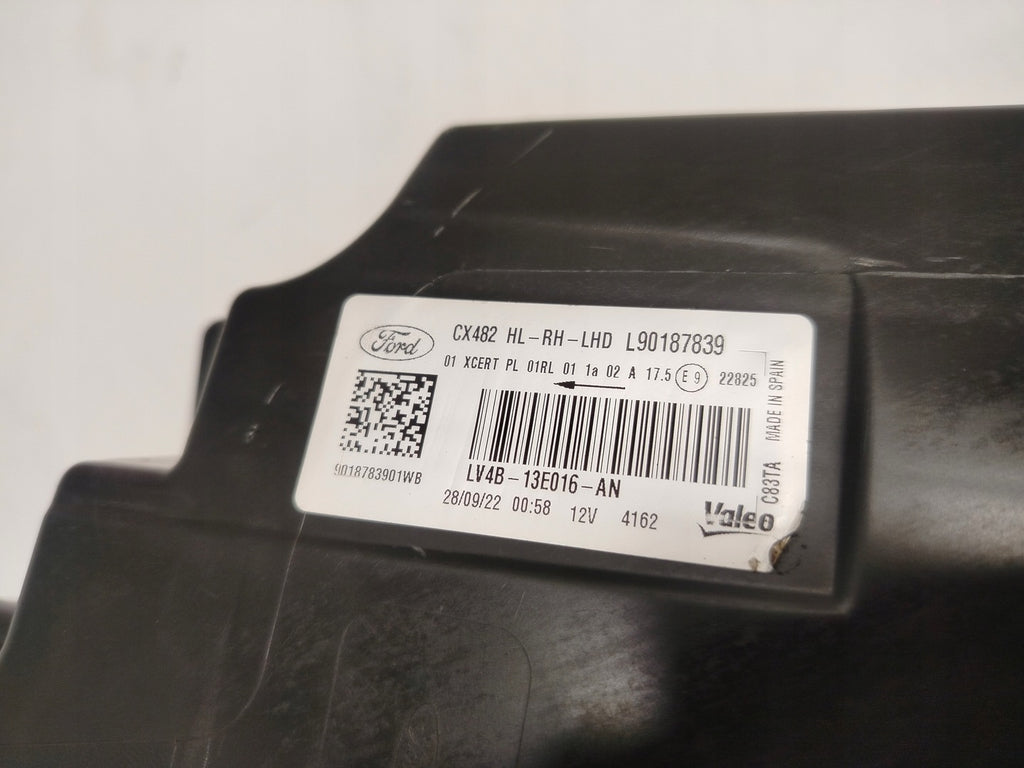 Ford
CX482 HL-RH-LHD L90187839
01 XCERT PL 01RL 01 1a 02 A 17.5 E 9 22825
9018783901WB
LV4B-13E016-AN
28/09/22 00:58 12V 4162
Valeo
C83TA MADE IN SPAIN